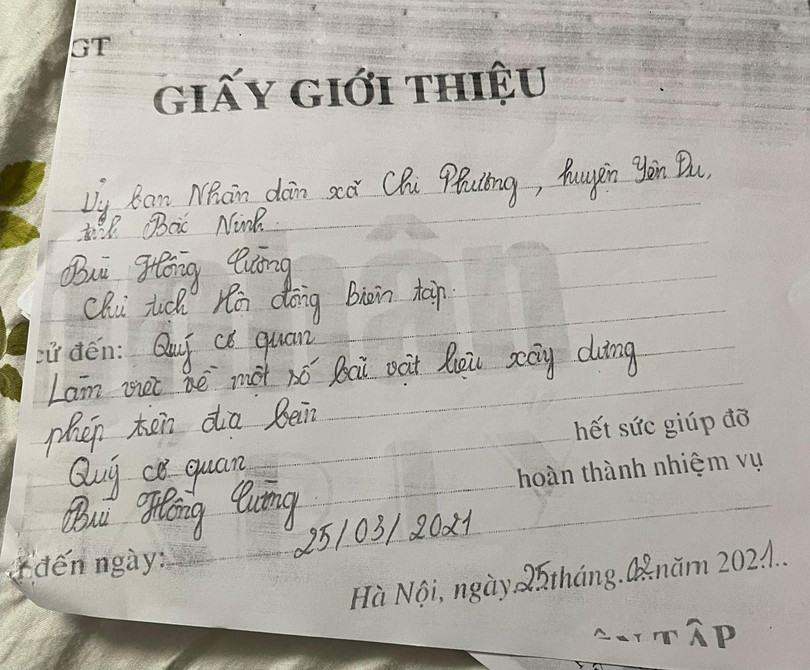 GT
GIẤY GIỚI THIỆU
Uỷ ban Nhân dân xã Chi Phương, huyện Yên Du,
tỉnh Bắc Ninh
Bùi Hồng Cường
Chủ tịch Hội đồng Biên tập.
cử đến: Quý cơ quan
Làm việc về một số bãi vật liệu xây dựng
phép trên địa bàn
hết sức giúp đỡ
Quý cơ quan
hoàn thành nhiệm vụ
Bùi Hồng Cường
25/03/2021
đến ngày:
Hà Nội, ngày 25 tháng.02 năm 2021..
TẬP